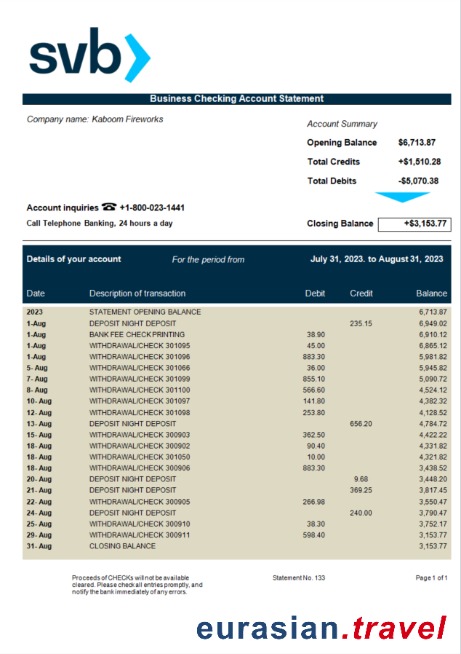 svb
Business Checking Account Statement
Company name: Kaboom Fireworks
Account Summary
Opening Balance $6,713.87
Total Credits +$1,510.28
Total Debits -$5,070.38
Account inquiries ☎ +1-800-023-1441
Call Telephone Banking, 24 hours a day
Closing Balance +$3,153.77
Details of your account For the period from July 31, 2023. to August 31, 2023
Date Description of transaction Debit Credit Balance
2023 STATEMENT OPENING BALANCE 6,713.87
1-Aug DEPOSIT NIGHT DEPOSIT 235.15 6,949.02
1-Aug BANK FEE CHECK PRINTING 38.90 6,910.12
1-Aug WITHDRAWAL/CHECK 301095 45.00 6,865.12
1-Aug WITHDRAWAL/CHECK 301096 883.30 5,981.82
5- Aug WITHDRAWAL/CHECK 301066 36.00 5,945.82
7- Aug WITHDRAWAL/CHECK 301099 855.10 5,090.72
8- Aug WITHDRAWAL/CHECK 301100 566.60 4,524.12
10- Aug WITHDRAWAL/CHECK 301097 141.80 4,382.32
12- Aug WITHDRAWAL/CHECK 301098 253.80 4,128.52
13- Aug DEPOSIT NIGHT DEPOSIT 656.20 4,784.72
15- Aug WITHDRAWAL/CHECK 300903 362.50 4,422.22
18- Aug WITHDRAWAL/CHECK 300902 90.40 4,331.82
18- Aug WITHDRAWAL/CHECK 301050 10.00 4,321.82
18- Aug WITHDRAWAL/CHECK 300906 883.30 3,438.52
20- Aug DEPOSIT NIGHT DEPOSIT 9.68 3,448.20
21- Aug DEPOSIT NIGHT DEPOSIT 369.25 3,817.45
22- Aug WITHDRAWAL/CHECK 300905 266.98 3,550.47
24- Aug DEPOSIT NIGHT DEPOSIT 240.00 3,790.47
25- Aug WITHDRAWAL/CHECK 300910 38.30 3,752.17
29- Aug WITHDRAWAL/CHECK 300911 598.40 3,153.77
31- Aug CLOSING BALANCE 3,153.77
Proceeds of CHECKs will not be available
cleared. Please check all entries promptly, and
notify the bank immediately of any errors.
Statement No. 133
Page 1 of 1
eurasian.travel